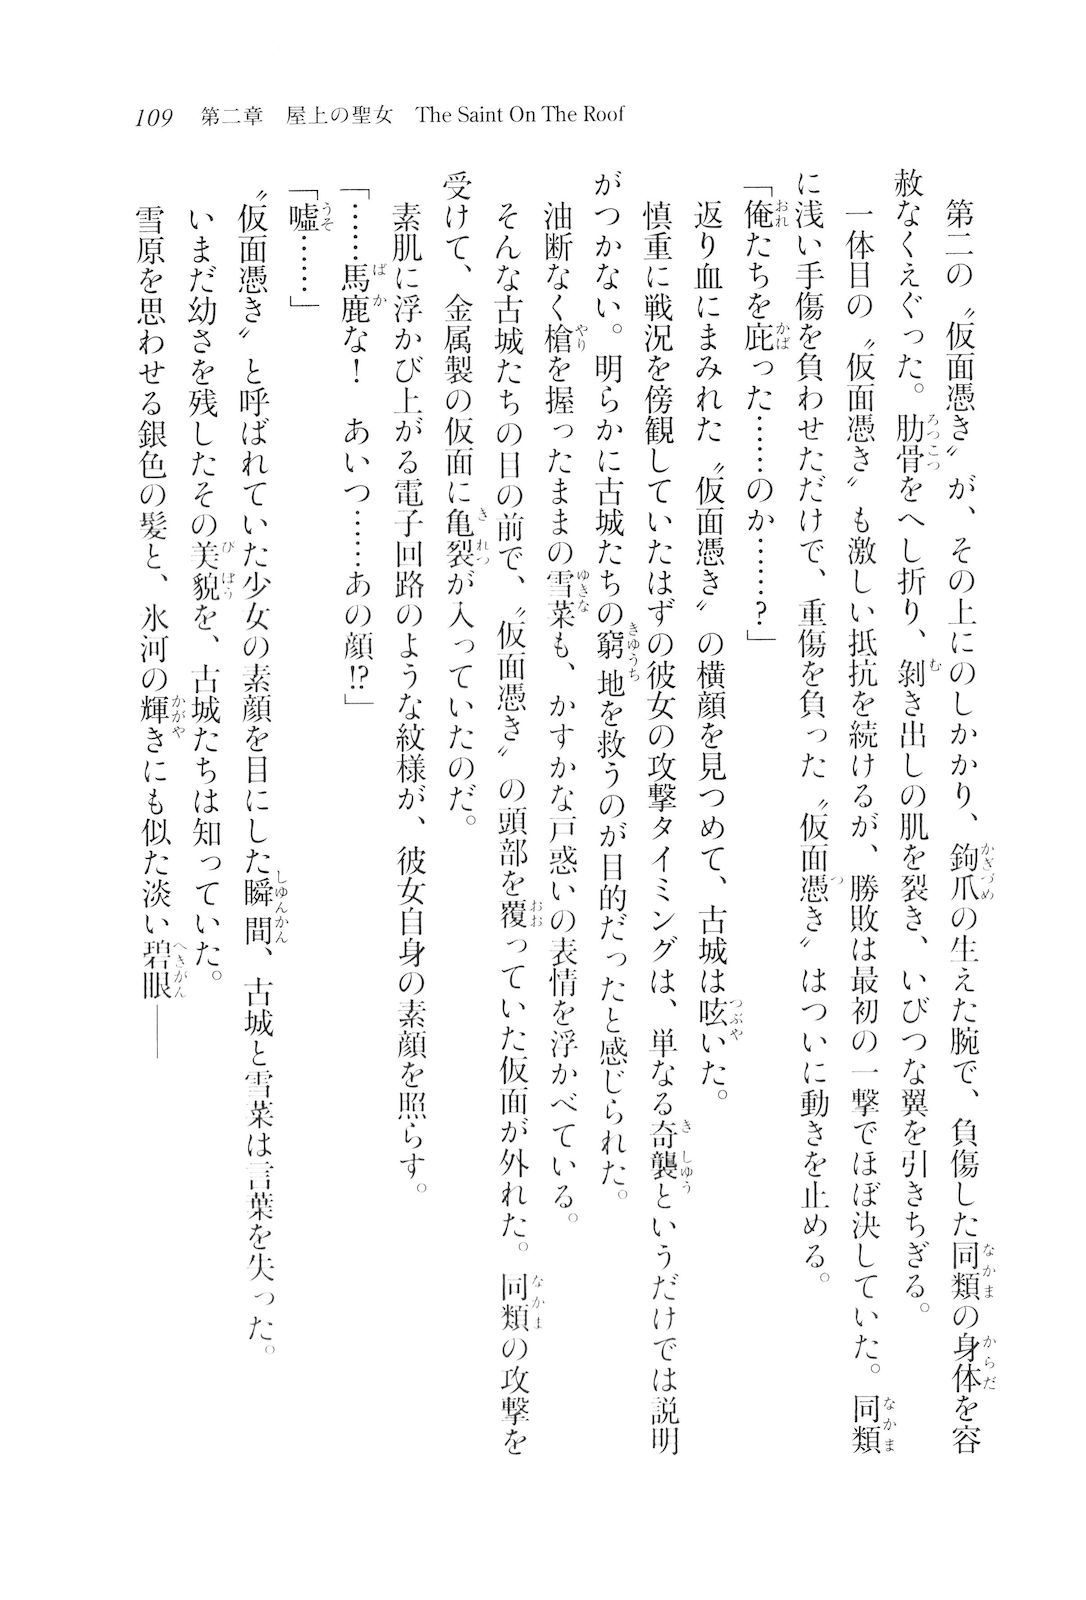 109　第二章　屋上の聖女　The Saint On The Roof
　第二の〝仮面憑き〟が、その上にのしかかり、鉤爪の生えた腕で、負傷した同類の身体を容
赦なくえぐった。肋骨をへし折り、剝き出しの肌を裂き、いびつな翼を引きちぎる。
　一体目の〝仮面憑き〟も激しい抵抗を続けるが、勝敗は最初の一撃でほぼ決していた。同類
に浅い手傷を負わせただけで、重傷を負った〝仮面憑き〟はついに動きを止める。
「俺たちを庇った……のか……？」
　返り血にまみれた〝仮面憑き〟の横顔を見つめて、古城は呟いた。
　慎重に戦況を傍観していたはずの彼女の攻撃タイミングは、単なる奇襲というだけでは説明
がつかない。明らかに古城たちの窮地を救うのが目的だったと感じられた。
　油断なく槍を握ったままの雪菜も、かすかな戸惑いの表情を浮かべている。
　そんな古城たちの目の前で、〝仮面憑き〟の頭部を覆っていた仮面が外れた。同類の攻撃を
受けて、金属製の仮面に亀裂が入っていたのだ。
　素肌に浮かび上がる電子回路のような紋様が、彼女自身の素顔を照らす。
「……馬鹿な！　あいつ……あの顔!?」
「嘘……」
〝仮面憑き〟と呼ばれていた少女の素顔を目にした瞬間、古城と雪菜は言葉を失った。
　いまだ幼さを残したその美貌を、古城たちは知っていた。
　雪原を思わせる銀色の髪と、氷河の輝きにも似た淡い碧眼――